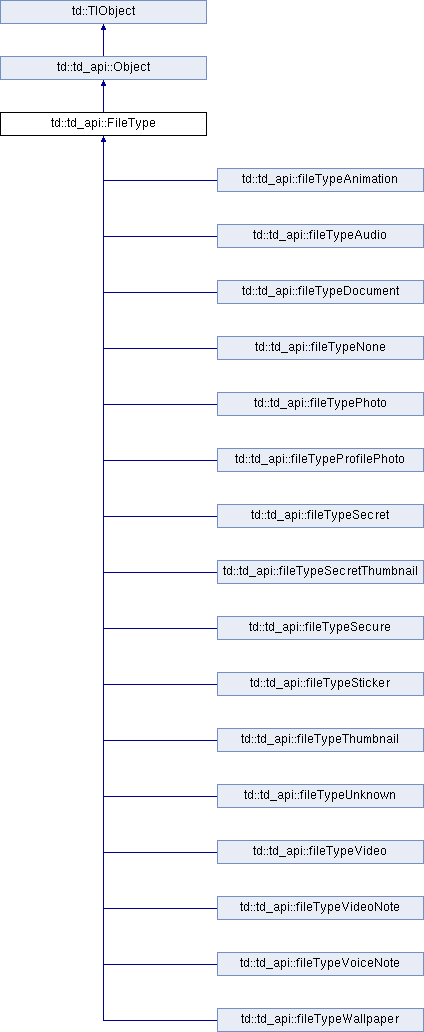 td::TlObject
td::td_api::Object
td::td_api::FileType
td::td_api::fileTypeAnimation
td::td_api::fileTypeAudio
td::td_api::fileTypeDocument
td::td_api::fileTypeNone
td::td_api::fileTypePhoto
td::td_api::fileTypeProfilePhoto
td::td_api::fileTypeSecret
td::td_api::fileTypeSecretThumbnail
td::td_api::fileTypeSecure
td::td_api::fileTypeSticker
td::td_api::fileTypeThumbnail
td::td_api::fileTypeUnknown
td::td_api::fileTypeVideo
td::td_api::fileTypeVideoNote
td::td_api::fileTypeVoiceNote
td::td_api::fileTypeWallpaper